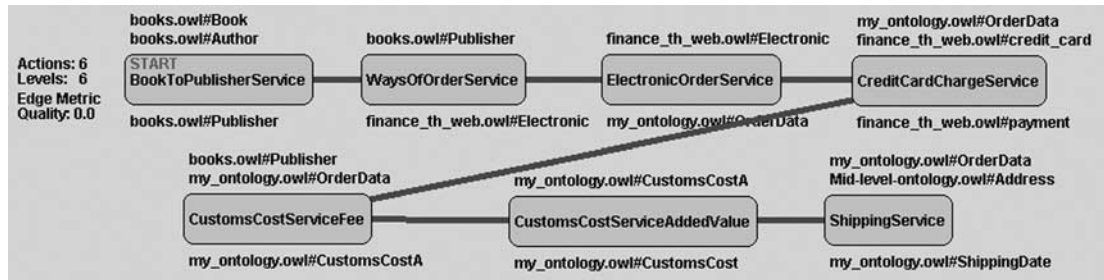 books.owl#Book
books.owl#Author
books.owl#Publisher
finance_th_web.owl#Electronic
my_ontology.owl#OrderData
finance_th_web.owl#credit_card
Actions: 6
Levels: 6
Edge Metric
Quality: 0.0
START
BookToPublisherService
WaysOfOrderService
ElectronicOrderService
CreditCardChargeService
books.owl#Publisher
finance_th_web.owl#Electronic
my_ontology.owl#OrderData
finance_th_web.owl#payment
books.owl#Publisher
my_ontology.owl#OrderData
my_ontology.owl#CustomsCostA
my_ontology.owl#OrderData
Mid-level-ontology.owl#Address
CustomsCostServiceFee
CustomsCostServiceAddedValue
ShippingService
my_ontology.owl#CustomsCostA
my_ontology.owl#CustomsCost
my_ontology.owl#ShippingDate